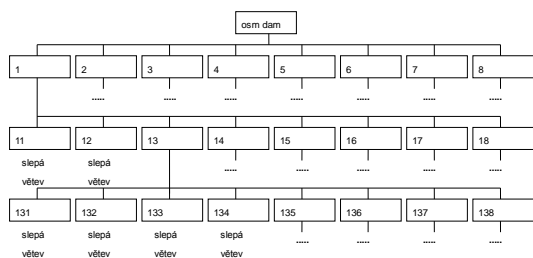 osm dam
1 2 3 4 5 6 7 8
..... ..... ..... ..... ..... ..... .....
11 12 13 14 15 16 17 18
slepá slepá ..... ..... ..... ..... .....
větev větev
131 132 133 134 135 136 137 138
slepá slepá slepá slepá ..... ..... ..... .....
větev větev větev větev